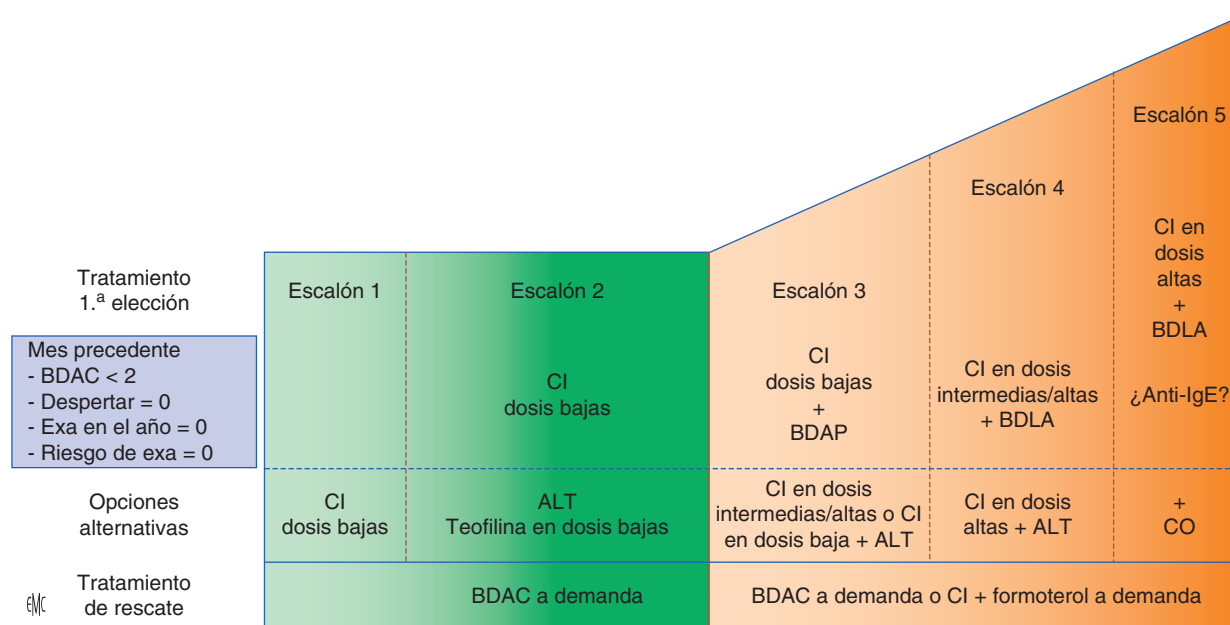 Escalón 5
Escalón 4
CI en
dosis
altas
+
BDLA
¿Anti-IgE?
Tratamiento
1.ª elección
Escalón 1
Escalón 2
Escalón 3
Mes precedente
- BDAC < 2
- Despertar = 0
- Exa en el año = 0
- Riesgo de exa = 0
CI
dosis bajas
CI
dosis bajas
+
BDAP
CI en dosis
intermedias/altas
+ BDLA
Opciones
alternativas
CI
dosis bajas
ALT
Teofilina en dosis bajas
CI en dosis
intermedias/altas o CI
en dosis baja + ALT
CI en dosis
altas + ALT
+
CO
Tratamiento
de rescate
BDAC a demanda
BDAC a demanda o CI + formoterol a demanda
EMC